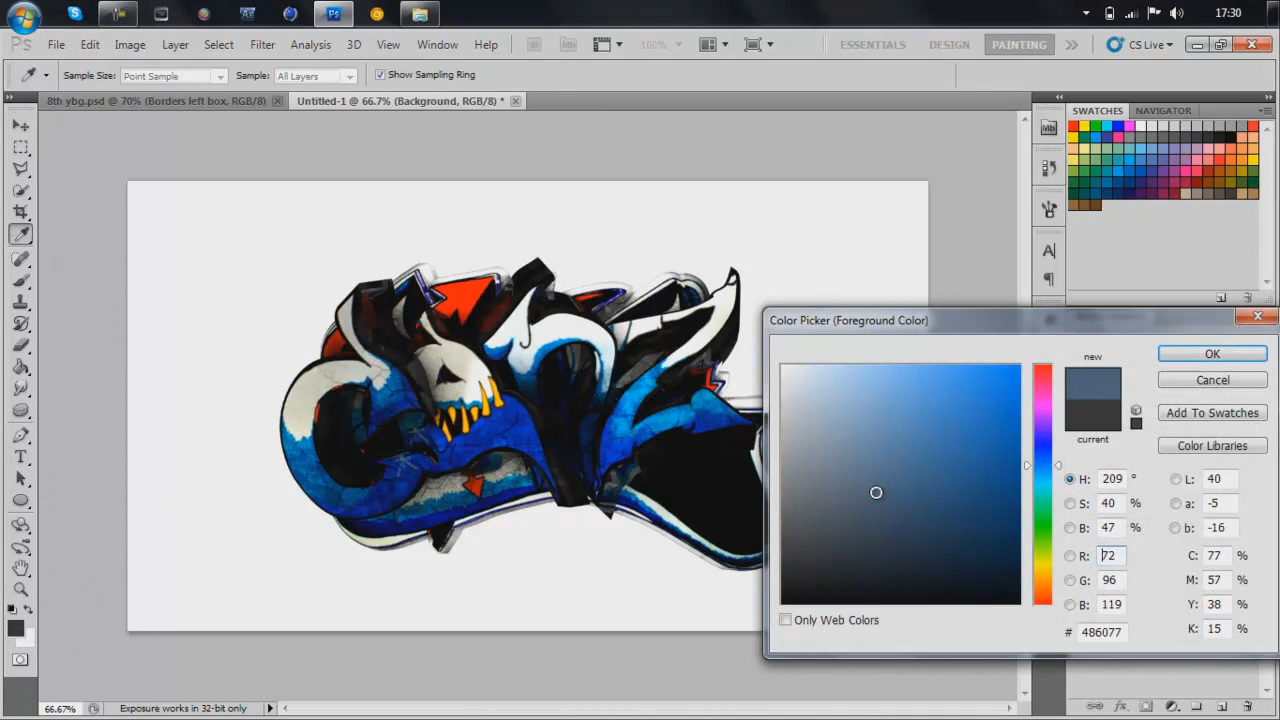 17:30
Ps File Edit Image Layer Select Filter Analysis 3D View Window Help Br Mb 100% ESSENTIALS DESIGN PAINTING CS Live
Sample Size: Point Sample Sample: All Layers Show Sampling Ring
8th ybg.psd @ 70% (Borders left box, RGB/8) Untitled-1 @ 66.7% (Background, RGB/8) *
SWATCHES NAVIGATOR
Mb
Color Picker (Foreground Color)
new
current
OK
Cancel
Add To Swatches
Color Libraries
H: 209 °
S: 40 %
B: 47 %
R: 72
G: 96
B: 119
# 486077
L: 40
a: -5
b: -16
C: 77 %
M: 57 %
Y: 38 %
K: 15 %
Only Web Colors
66.67% Exposure works in 32-bit only